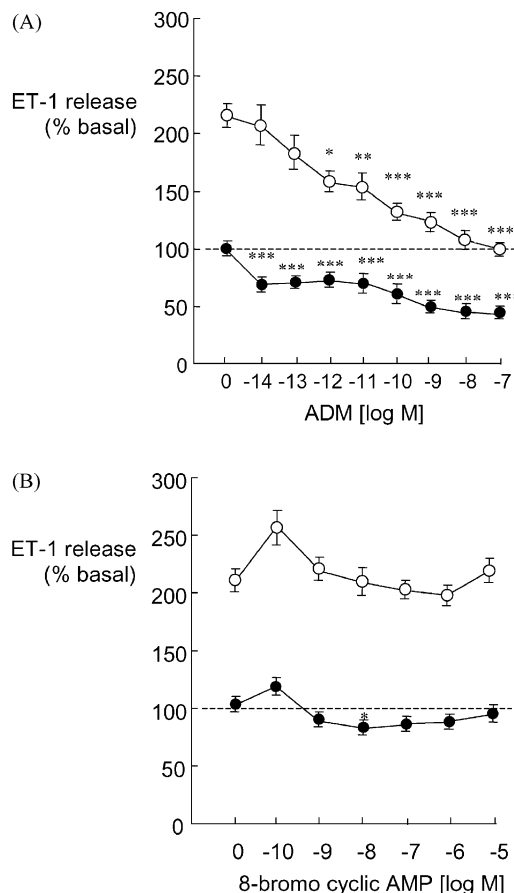 (A)
300
ET-1 release
(% basal)
250
200
150
100
50
0
* ** *** *** *** ***
*** *** *** *** *** *** *** ***
0 -14 -13 -12 -11 -10 -9 -8 -7
ADM [log M]
(B)
300
ET-1 release
(% basal)
250
200
150
100
50
0
*
0 -10 -9 -8 -7 -6 -5
8-bromo cyclic AMP [log M]